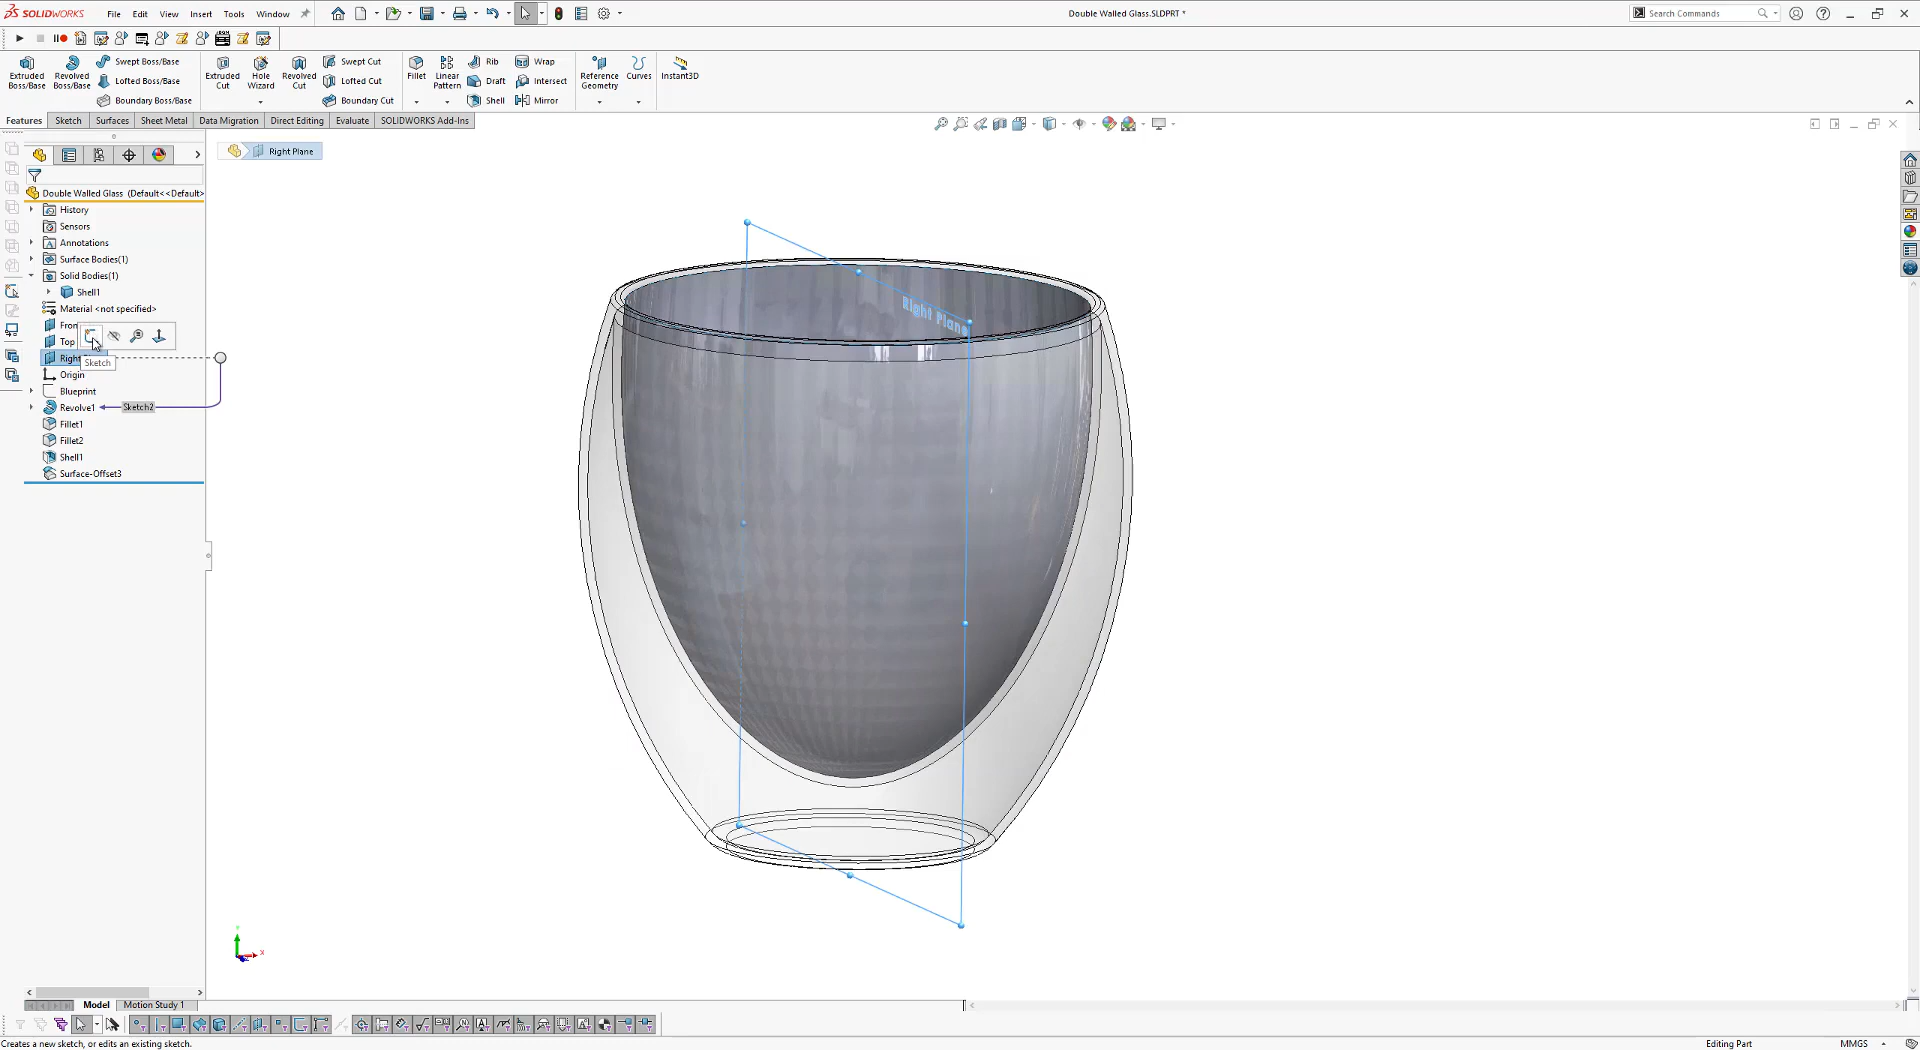 SOLIDWORKS File Edit View Insert Tools Window Double Walled Glass.SLDPRT * Search Commands
Extruded Boss/Base
Revolved Boss/Base
Swept Boss/Base
Lofted Boss/Base
Boundary Boss/Base
Extruded Cut
Hole Wizard
Revolved Cut
Swept Cut
Lofted Cut
Boundary Cut
Fillet
Linear Pattern
Rib
Draft
Shell
Wrap
Intersect
Mirror
Reference Geometry
Curves
Instant3D
Features Sketch Surfaces Sheet Metal Data Migration Direct Editing Evaluate SOLIDWORKS Add-Ins
Right Plane
Double Walled Glass (Default<<Default>
History
Sensors
Annotations
Surface Bodies(1)
Solid Bodies(1)
Shell1
Material <not specified>
Fron
Top
Right
Sketch
Origin
Blueprint
Revolve1 Sketch2
Fillet1
Fillet2
Shell1
Surface-Offset3
Right Plane
Model Motion Study 1
Creates a new sketch, or edits an existing sketch. Editing Part MMGS